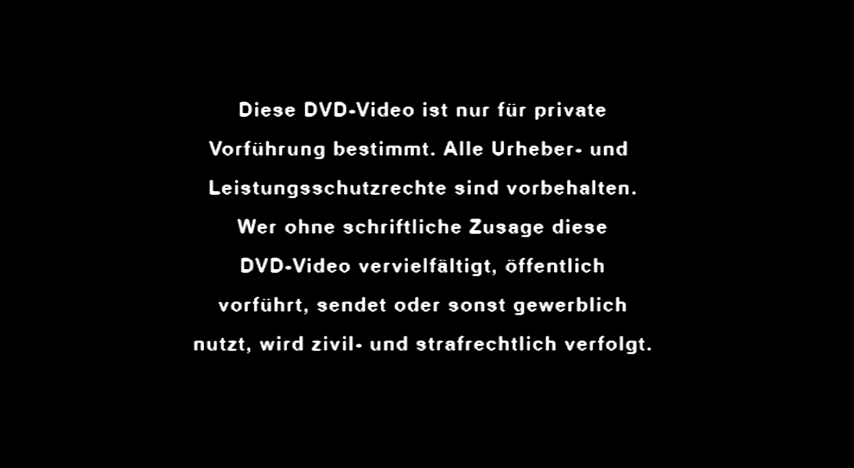 Diese DVD-Video ist nur für private
Vorführung bestimmt. Alle Urheber- und
Leistungsschutzrechte sind vorbehalten.
Wer ohne schriftliche Zusage diese
DVD-Video vervielfältigt, öffentlich
vorführt, sendet oder sonst gewerblich
nutzt, wird zivil- und strafrechtlich verfolgt.